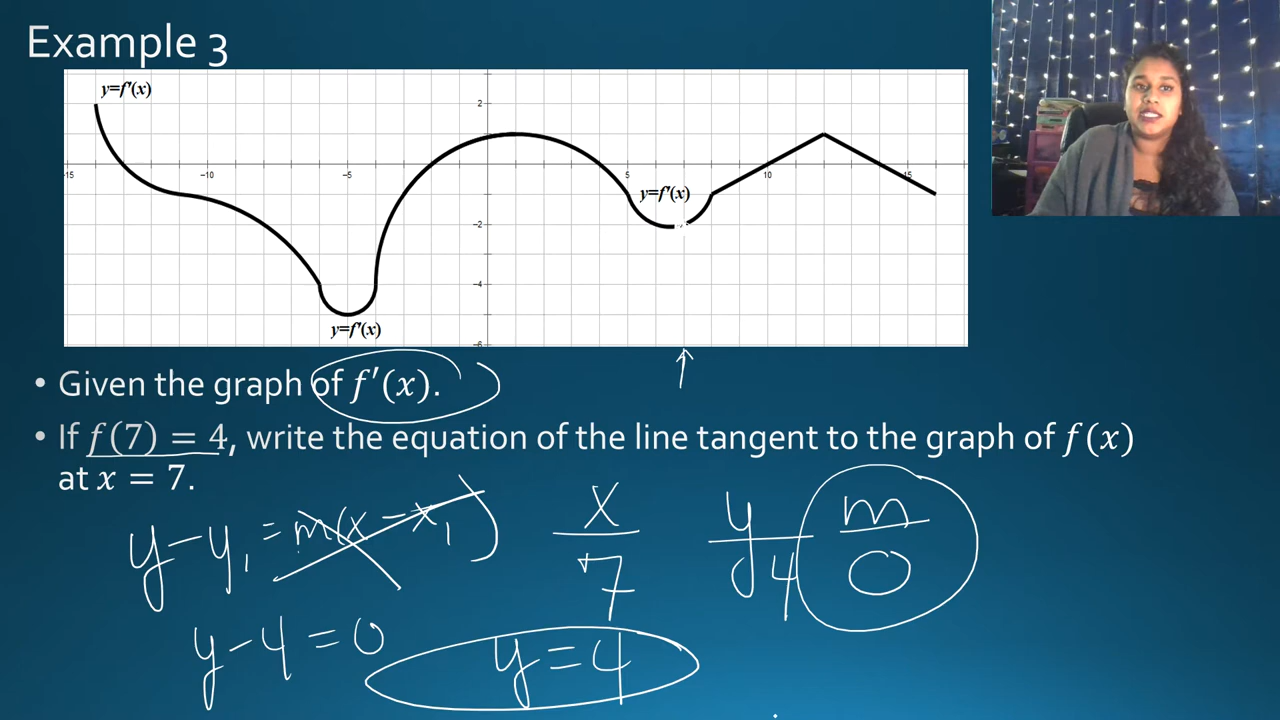 Example 3
y=f'(x)
2
-15
-10
-5
5
10
15
y=f'(x)
-2
-4
y=f'(x)
-6
• Given the graph of f′(x).
• If f(7) = 4, write the equation of the line tangent to the graph of f(x)
at x = 7.
y-y₁ = m(x-x₁)
x y m
7 4 0
y-4=0
y=4